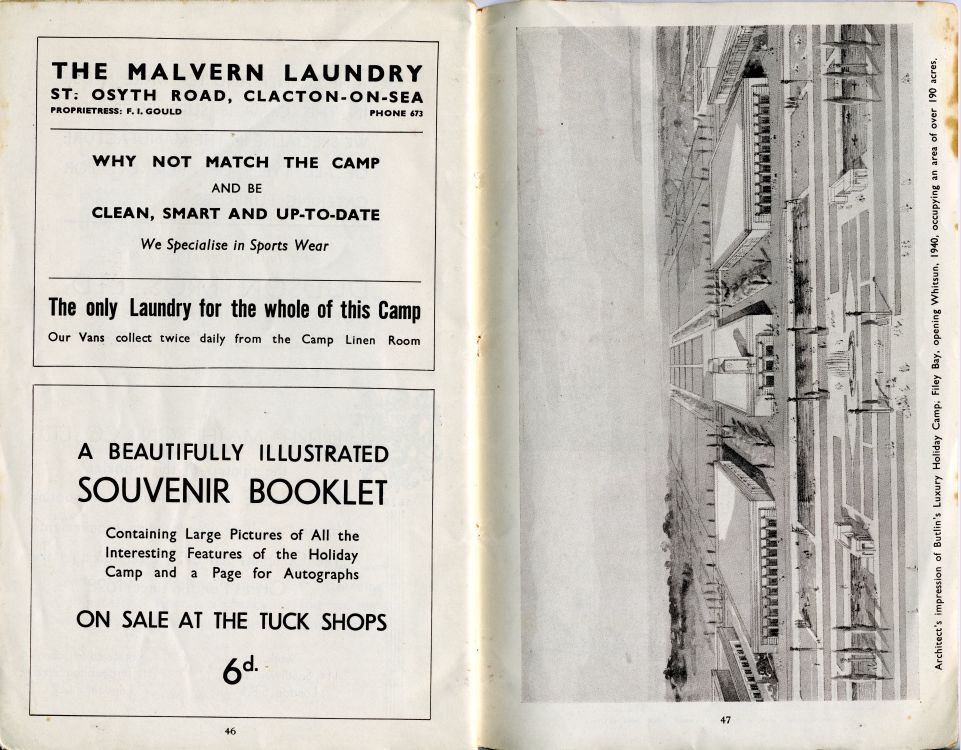 THE MALVERN LAUNDRY
ST. OSYTH ROAD, CLACTON-ON-SEA
PROPRIETRESS: F. I. GOULD PHONE 673
WHY NOT MATCH THE CAMP
AND BE
CLEAN, SMART AND UP-TO-DATE
We Specialise in Sports Wear
The only Laundry for the whole of this Camp
Our Vans collect twice daily from the Camp Linen Room
A BEAUTIFULLY ILLUSTRATED
SOUVENIR BOOKLET
Containing Large Pictures of All the
Interesting Features of the Holiday
Camp and a Page for Autographs
ON SALE AT THE TUCK SHOPS
6d.
46
Architect's impression of Butlin's Luxury Holiday Camp, Filey Bay, opening Whitsun, 1940, occupying an area of over 190 acres.
47